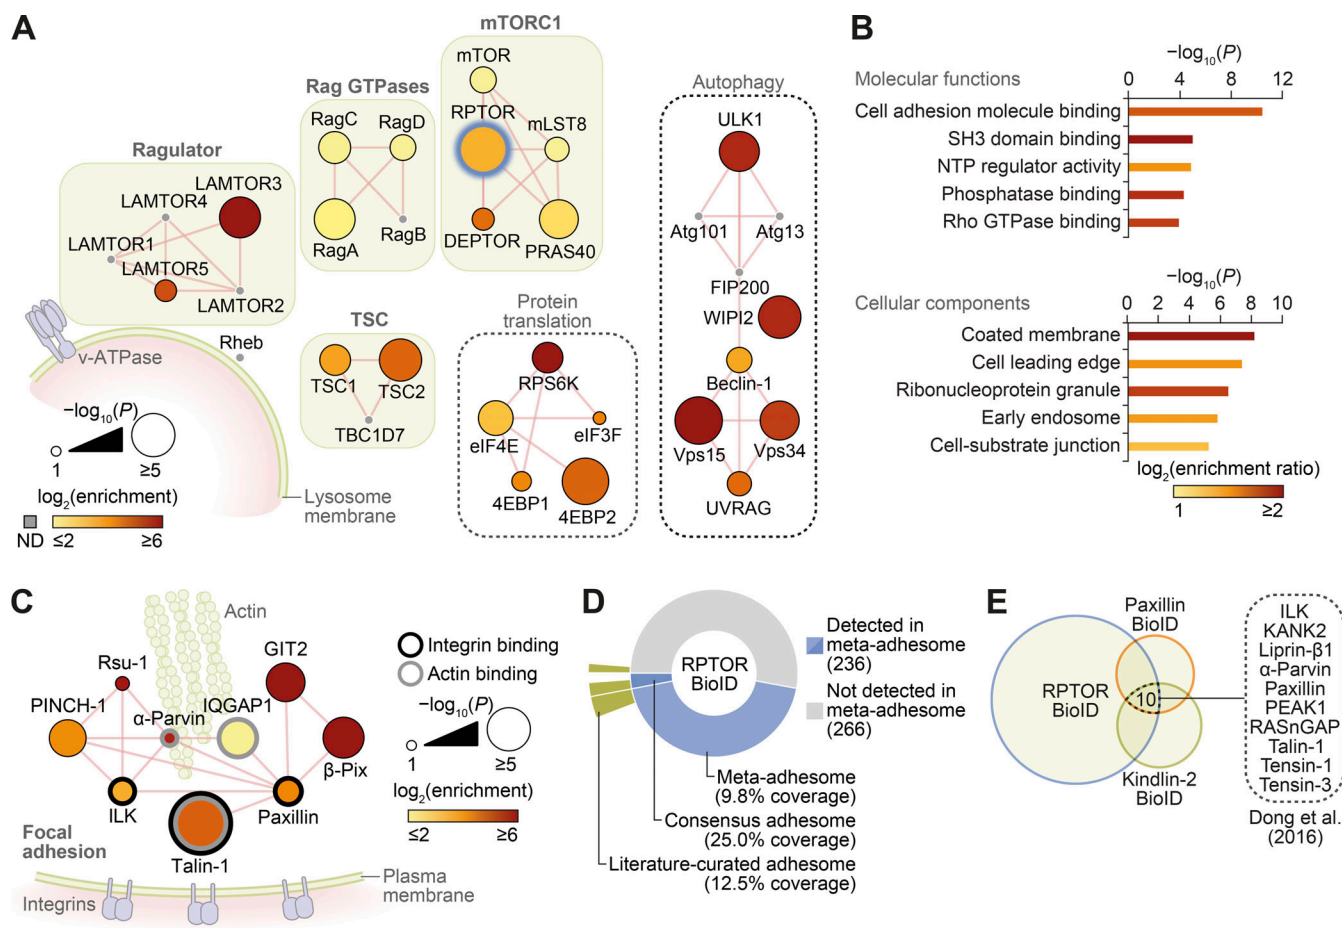 A
mTORC1
mTOR
RPTOR
mLST8
DEPTOR
PRAS40
Rag GTPases
RagC
RagD
RagA
RagB
Ragulator
LAMTOR3
LAMTOR4
LAMTOR1
LAMTOR5
LAMTOR2
v-ATPase
Rheb
TSC
TSC1
TSC2
TBC1D7
Protein
translation
RPS6K
eIF4E
eIF3F
4EBP1
4EBP2
Autophagy
ULK1
Atg101
Atg13
FIP200
WIPI2
Beclin-1
Vps15
Vps34
UVRAG
−log10(P)
1
≥5
log2(enrichment)
ND
≤2
≥6
Lysosome
membrane
B
−log10(P)
Molecular functions
0
4
8
12
Cell adhesion molecule binding
SH3 domain binding
NTP regulator activity
Phosphatase binding
Rho GTPase binding
−log10(P)
Cellular components
0
2
4
6
8
10
Coated membrane
Cell leading edge
Ribonucleoprotein granule
Early endosome
Cell-substrate junction
log2(enrichment ratio)
1
≥2
C
Actin
Rsu-1
GIT2
PINCH-1
α-Parvin
IQGAP1
β-Pix
ILK
Paxillin
Talin-1
Focal
adhesion
Integrins
Plasma
membrane
Integrin binding
Actin binding
−log10(P)
1
≥5
log2(enrichment)
≤2
≥6
D
RPTOR
BioID
Detected in
meta-adhesome
(236)
Not detected in
meta-adhesome
(266)
Meta-adhesome
(9.8% coverage)
Consensus adhesome
(25.0% coverage)
Literature-curated adhesome
(12.5% coverage)
E
Paxillin
BioID
RPTOR
BioID
10
Kindlin-2
BioID
ILK
KANK2
Liprin-β1
α-Parvin
Paxillin
PEAK1
RASnGAP
Talin-1
Tensin-1
Tensin-3
Dong et al.
(2016)